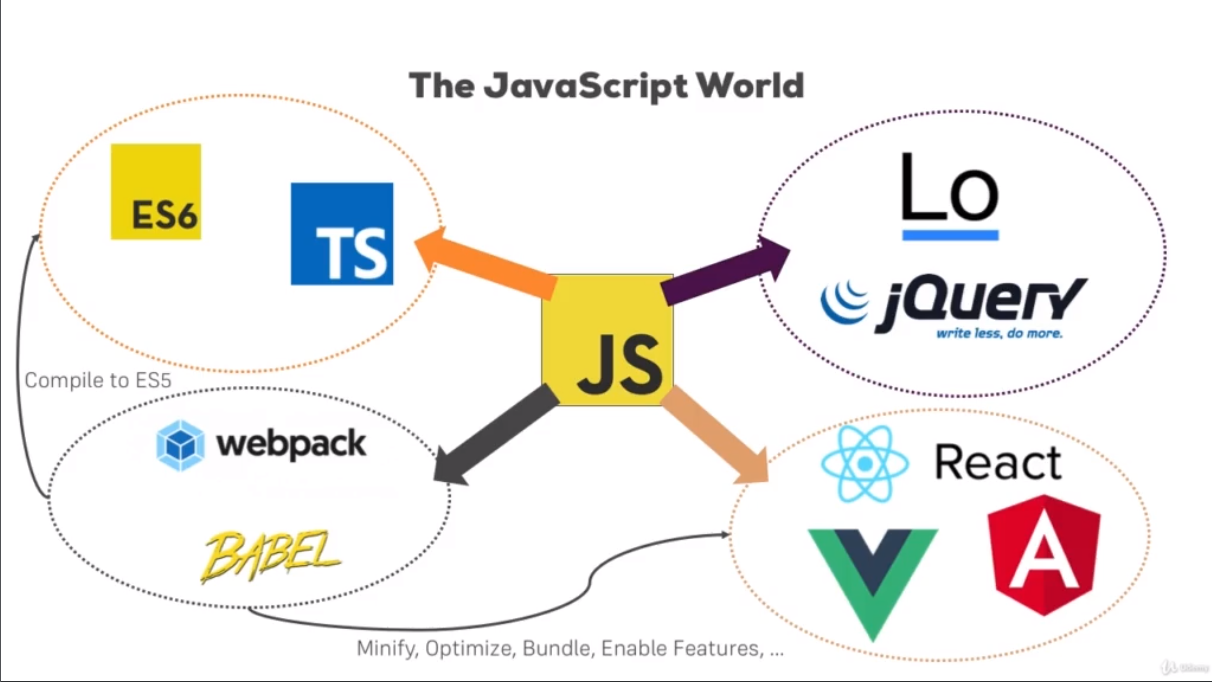 The JavaScript World
ES6
TS
Lo
jQuery
write less, do more.
JS
Compile to ES5
webpack
BABEL
React
A
Minify, Optimize, Bundle, Enable Features, ...
Udemy